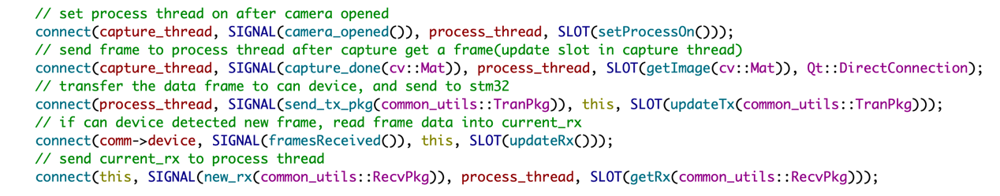 // set process thread on after camera opened
connect(capture_thread, SIGNAL(camera_opened()), process_thread, SLOT(setProcessOn()));
// send frame to process thread after capture get a frame(update slot in capture thread)
connect(capture_thread, SIGNAL(capture_done(cv::Mat)), process_thread, SLOT(getImage(cv::Mat)), Qt::DirectConnection);
// transfer the data frame to can device, and send to stm32
connect(process_thread, SIGNAL(send_tx_pkg(common_utils::TranPkg)), this, SLOT(updateTx(common_utils::TranPkg)));
// if can device detected new frame, read frame data into current_rx
connect(comm->device, SIGNAL(framesReceived()), this, SLOT(updateRx()));
// send current_rx to process thread
connect(this, SIGNAL(new_rx(common_utils::RecvPkg)), process_thread, SLOT(getRx(common_utils::RecvPkg)));